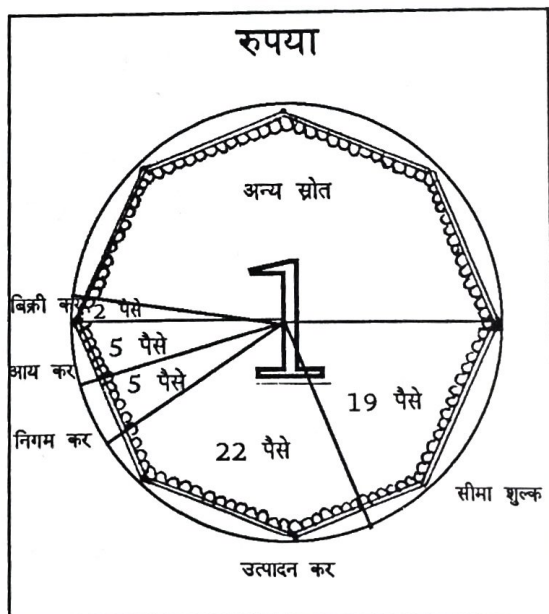 रुपया
अन्य स्रोत
1
बिक्री कर 2 पैसे
5 पैसे
आय कर
5 पैसे
निगम कर
19 पैसे
22 पैसे
सीमा शुल्क
उत्पादन कर